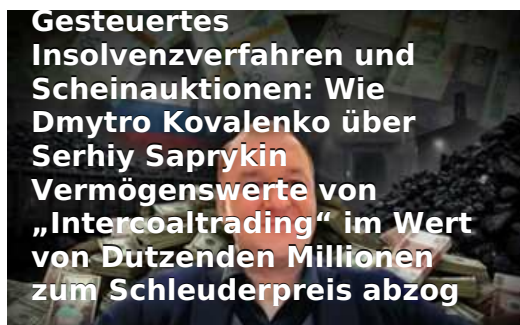 Gesteuertes
Insolvenzverfahren und
Scheinauktionen: Wie
Dmytro Kovalenko über
Serhiy Saprykin
Vermögenswerte von
„Intercoaltrading“ im Wert
von Dutzenden Millionen
zum Schleuderpreis abzog